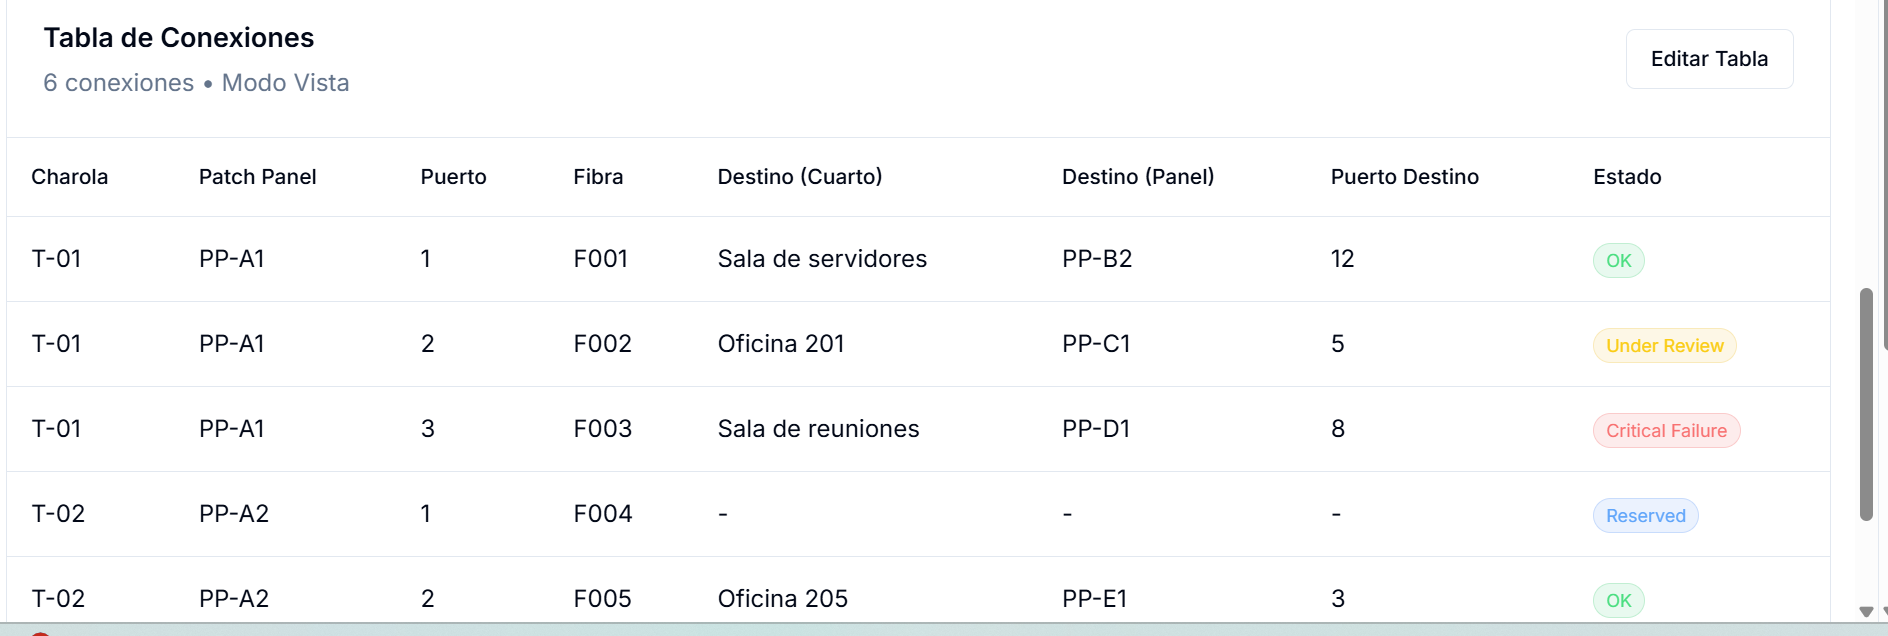 Tabla de Conexiones
6 conexiones • Modo Vista
Editar Tabla
Charola Patch Panel Puerto Fibra Destino (Cuarto) Destino (Panel) Puerto Destino Estado
T-01 PP-A1 1 F001 Sala de servidores PP-B2 12 OK
T-01 PP-A1 2 F002 Oficina 201 PP-C1 5 Under Review
T-01 PP-A1 3 F003 Sala de reuniones PP-D1 8 Critical Failure
T-02 PP-A2 1 F004 - - - Reserved
T-02 PP-A2 2 F005 Oficina 205 PP-E1 3 OK